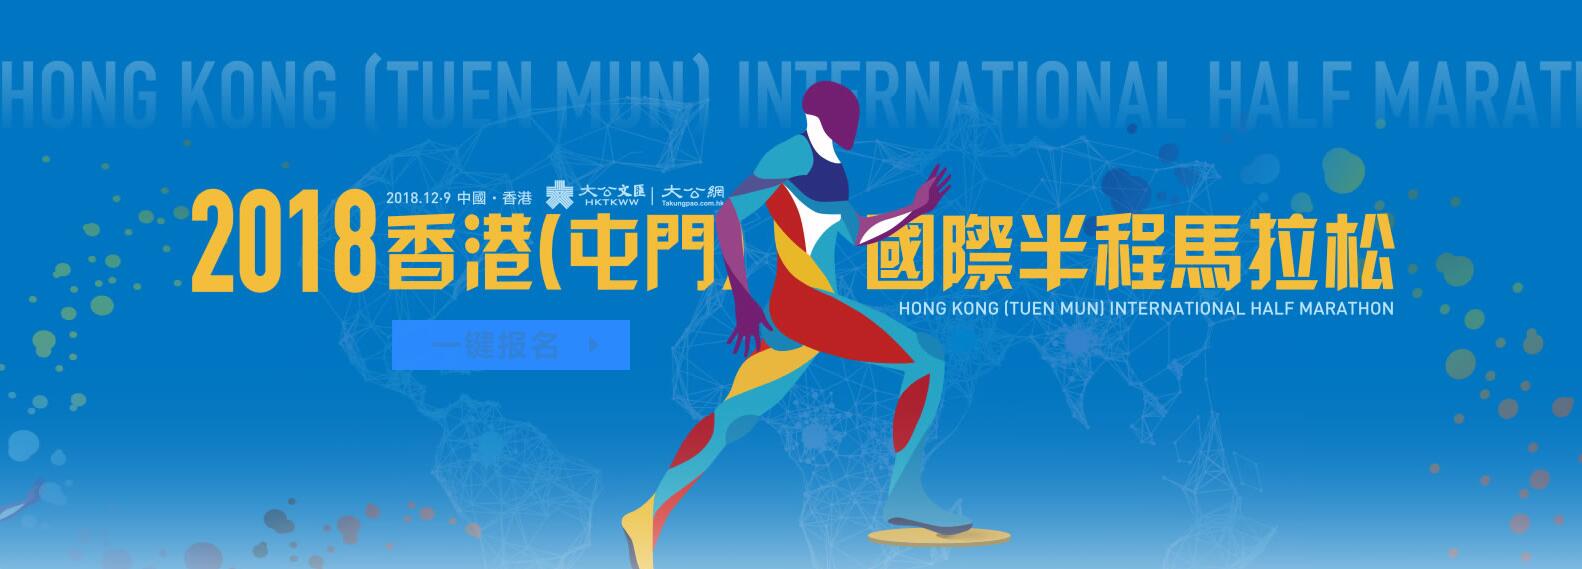 HONG KONG (TUEN MUN) INTERNATIONAL HALF MARATH
2018.12.9 中國·香港 大公文匯 HKTKWW 大公網 Takungpao.com.hk
2018香港(屯門)國際半程馬拉松
HONG KONG (TUEN MUN) INTERNATIONAL HALF MARATHON
一键报名